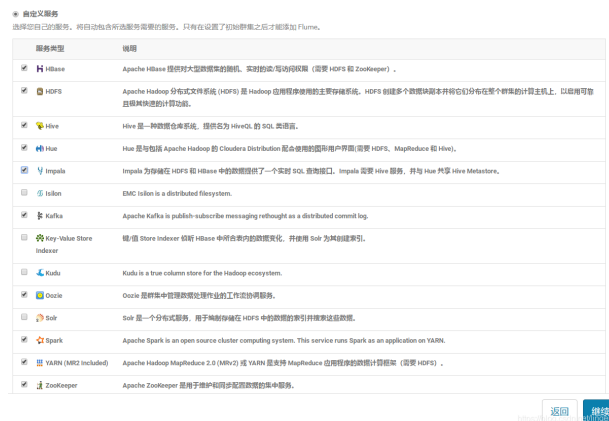 自定义服务
选择您自己的服务。将自动包含所选服务需要的服务。只有在设置了初始群集之后才能添加 Flume。
服务类型 说明
HBase Apache HBase 提供对大型数据集的随机、实时的读/写访问权限（需要 HDFS 和 ZooKeeper）。
HDFS Apache Hadoop 分布式文件系统 (HDFS) 是 Hadoop 应用程序使用的主要存储系统。HDFS 创建多个数据块副本并将它们分布在整个群集的计算主机上，以启用可靠
且极其快速的计算功能。
Hive Hive 是一种数据仓库系统，提供名为 HiveQL 的 SQL 类语言。
Hue Hue 是与包括 Apache Hadoop 的 Cloudera Distribution 配合使用的图形用户界面(需要 HDFS、MapReduce 和 Hive)。
Impala Impala 为存储在 HDFS 和 HBase 中的数据提供了一个实时 SQL 查询接口。Impala 需要 Hive 服务，并与 Hue 共享 Hive Metastore。
Isilon EMC Isilon is a distributed filesystem.
Kafka Apache Kafka is publish-subscribe messaging rethought as a distributed commit log.
Key-Value Store 键/值 Store Indexer 侦听 HBase 中所含表内的数据变化，并使用 Solr 为其创建索引。
Indexer
Kudu Kudu is a true column store for the Hadoop ecosystem.
Oozie Oozie 是群集中管理数据处理作业的工作流协调服务。
Solr Solr 是一个分布式服务，用于编制存储在 HDFS 中的数据的索引并搜索这些数据。
Spark Apache Spark is an open source cluster computing system. This service runs Spark as an application on YARN.
YARN (MR2 Included) Apache Hadoop MapReduce 2.0 (MRv2) 或 YARN 是支持 MapReduce 应用程序的数据计算框架（需要 HDFS）。
ZooKeeper Apache ZooKeeper 是用于维护和同步配置数据的集中服务。
返回 继续